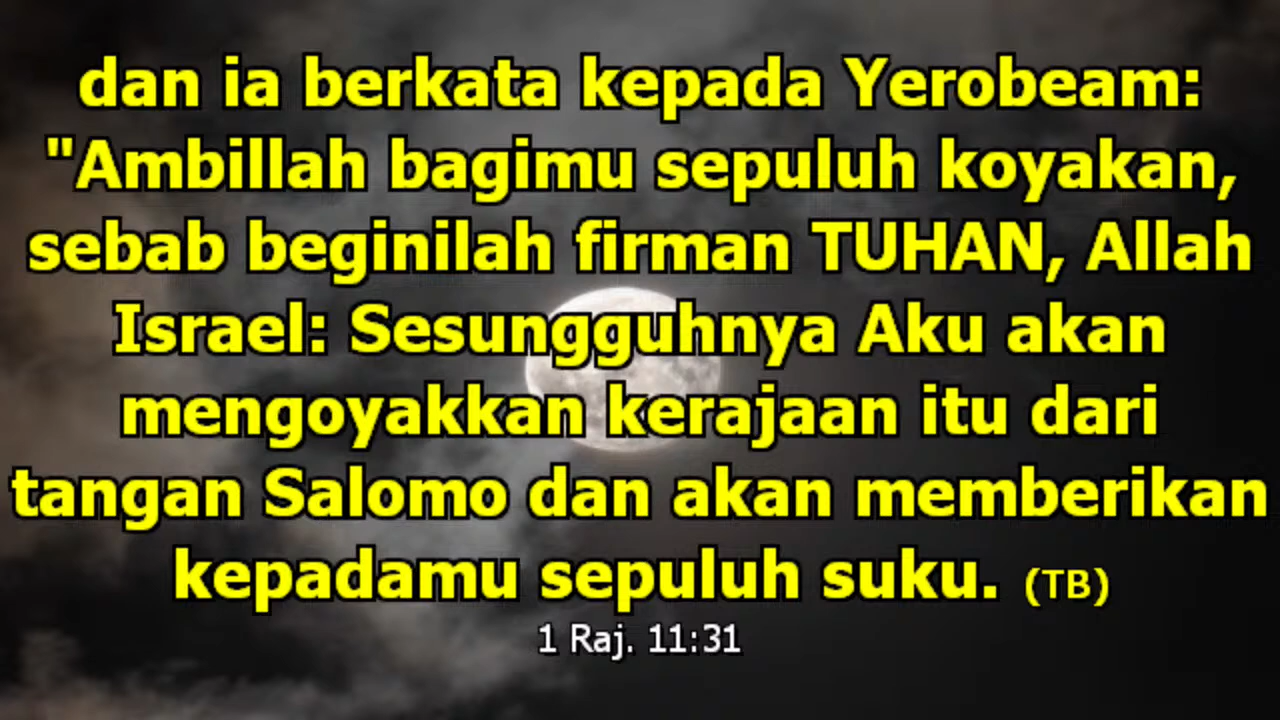 dan ia berkata kepada Yerobeam:
"Ambillah bagimu sepuluh koyakan,
sebab beginilah firman TUHAN, Allah
Israel: Sesungguhnya Aku akan
mengoyakkan kerajaan itu dari
tangan Salomo dan akan memberikan
kepadamu sepuluh suku. (TB)
1 Raj. 11:31